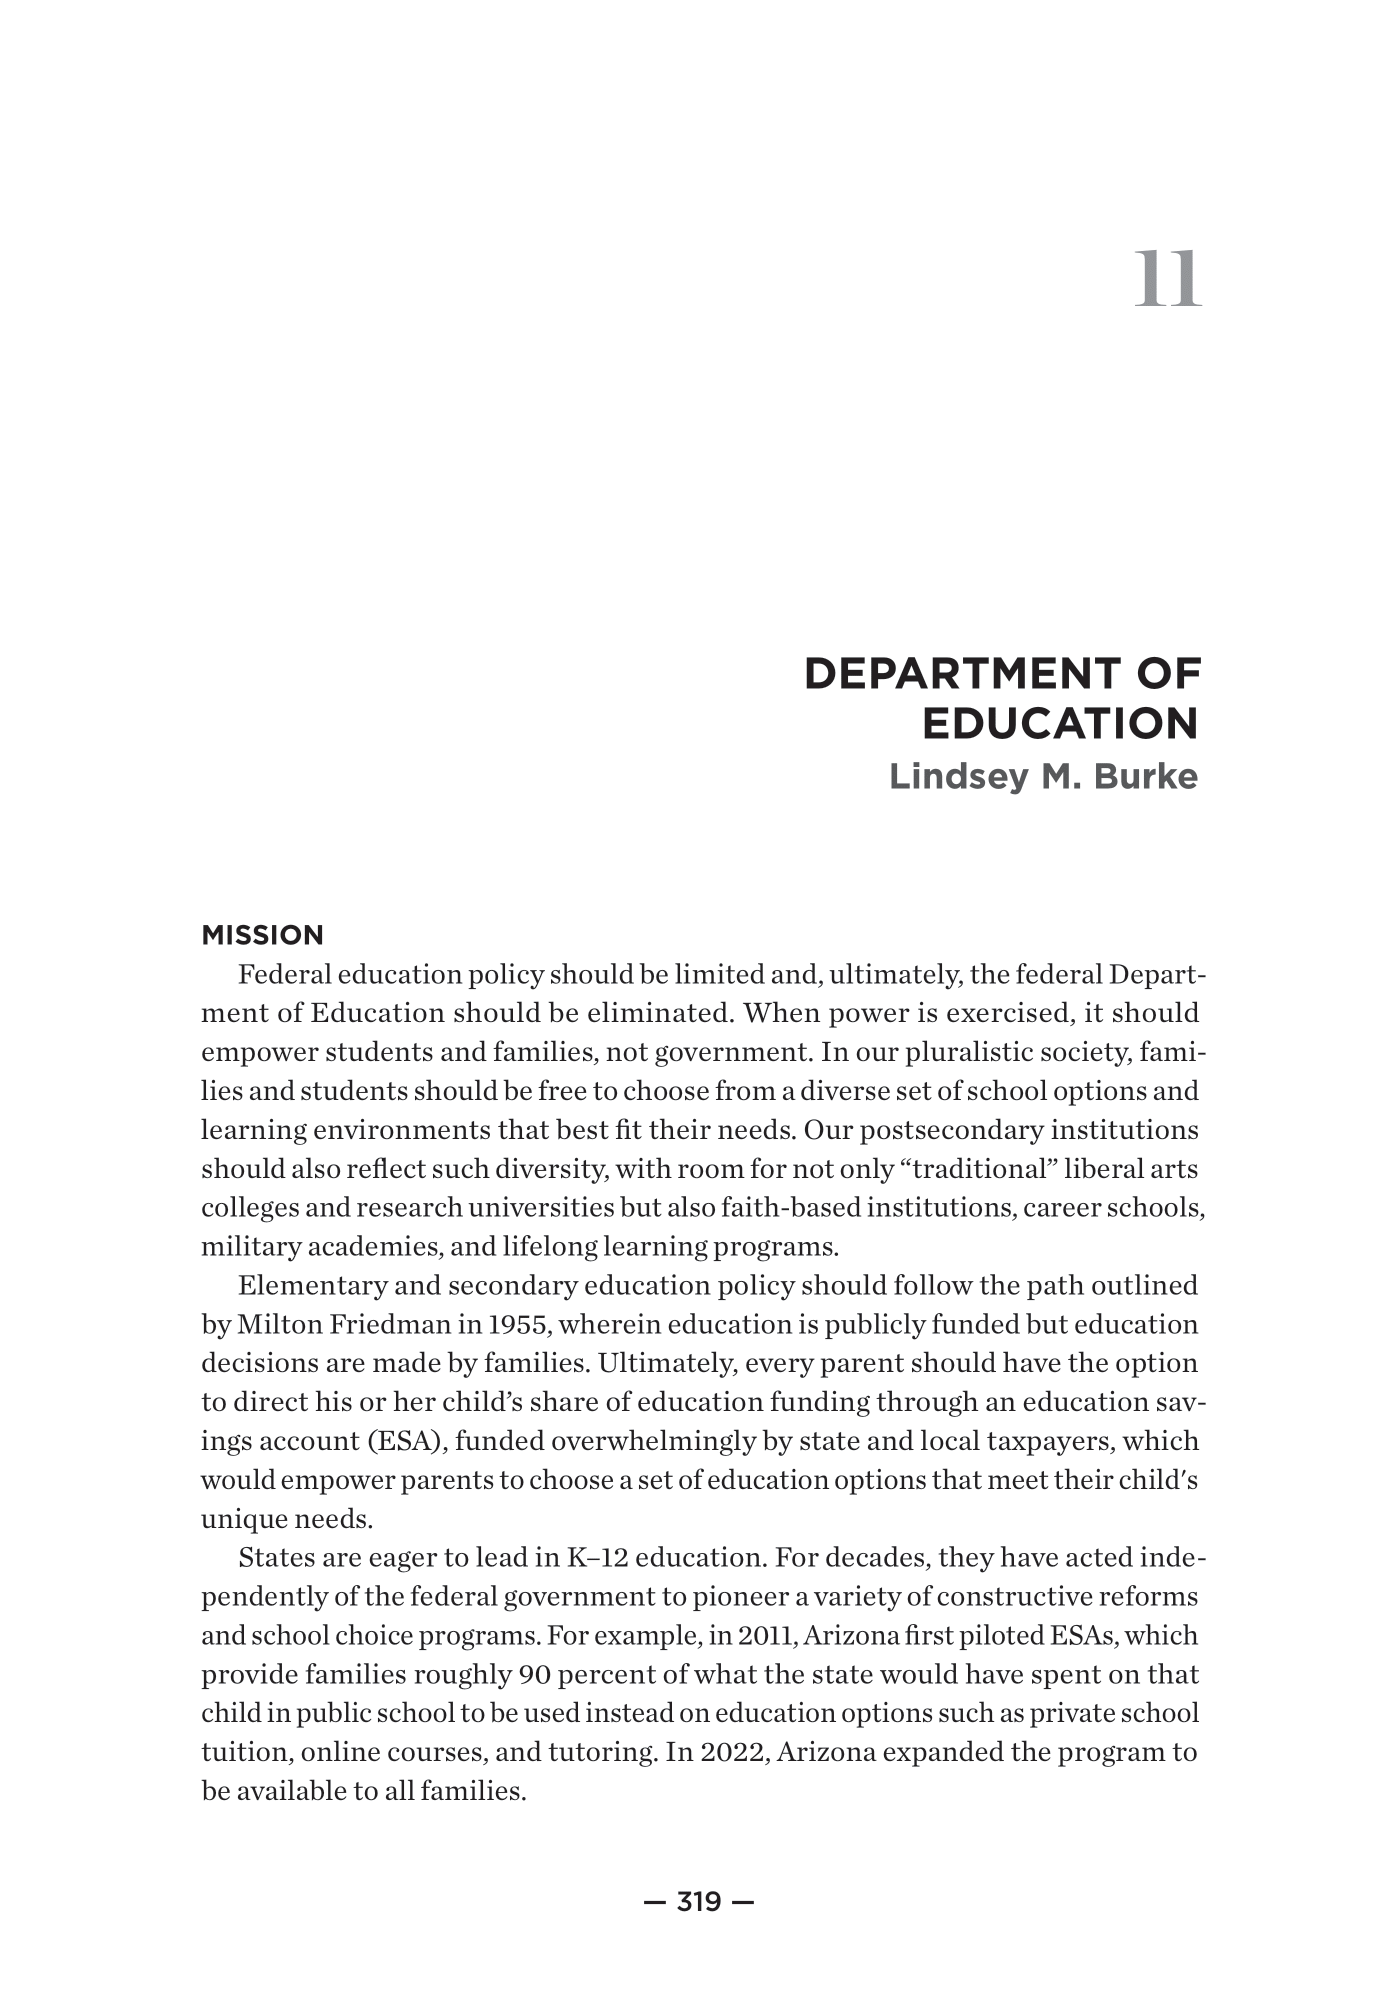 11
DEPARTMENT OF
EDUCATION
Lindsey M. Burke
MISSION
Federal education policy should be limited and, ultimately, the federal Depart-
ment of Education should be eliminated. When power is exercised, it should
empower students and families, not government. In our pluralistic society, fami-
lies and students should be free to choose from a diverse set of school options and
learning environments that best fit their needs. Our postsecondary institutions
should also reflect such diversity, with room for not only “traditional” liberal arts
colleges and research universities but also faith-based institutions, career schools,
military academies, and lifelong learning programs.
Elementary and secondary education policy should follow the path outlined
by Milton Friedman in 1955, wherein education is publicly funded but education
decisions are made by families. Ultimately, every parent should have the option
to direct his or her child’s share of education funding through an education sav-
ings account (ESA), funded overwhelmingly by state and local taxpayers, which
would empower parents to choose a set of education options that meet their child's
unique needs.
States are eager to lead in K–12 education. For decades, they have acted inde-
pendently of the federal government to pioneer a variety of constructive reforms
and school choice programs. For example, in 2011, Arizona first piloted ESAs, which
provide families roughly 90 percent of what the state would have spent on that
child in public school to be used instead on education options such as private school
tuition, online courses, and tutoring. In 2022, Arizona expanded the program to
be available to all families.
— 319 —